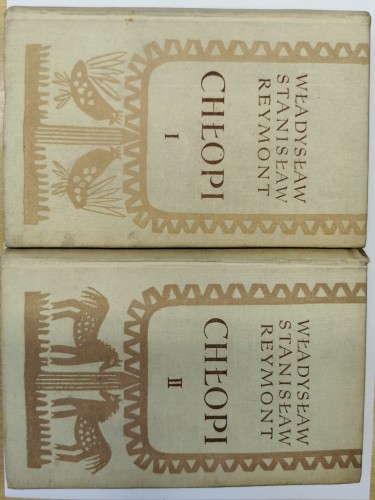 WŁADYSŁAW
STANISŁAW
REYMONT
CHŁOPI
I
WŁADYSŁAW
STANISŁAW
REYMONT
CHŁOPI
II